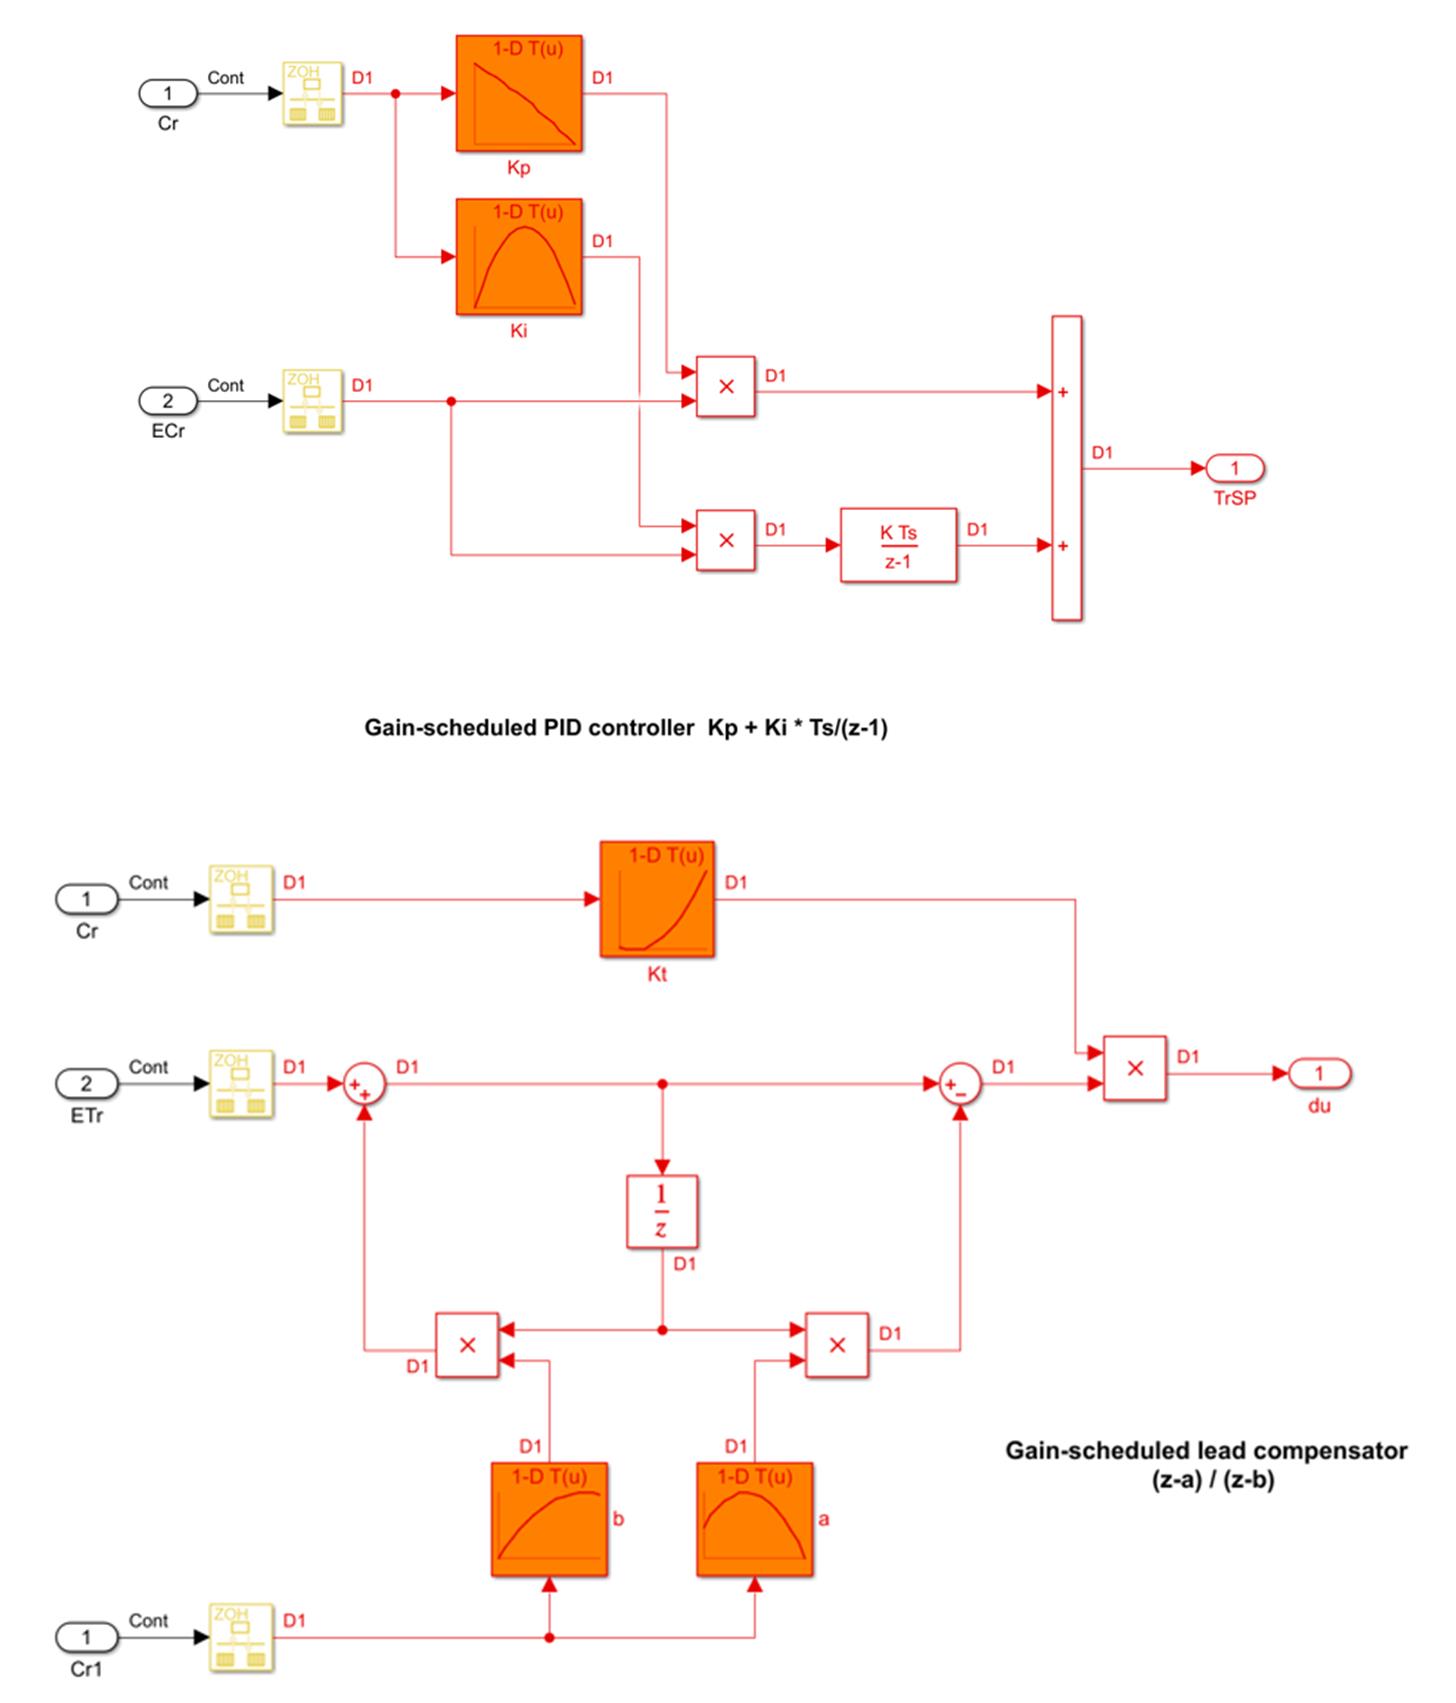 1-D T(u)
ZOH
Cont
D1
D1
1
Cr
Kp
1-D T(u)
D1
Ki
ZOH
Cont
D1
×
D1
+
2
ECr
D1
1
TrSP
×
D1
K Ts
z-1
D1
+
Gain-scheduled PID controller Kp + Ki * Ts/(z-1)
1-D T(u)
ZOH
Cont
D1
D1
1
Cr
Kt
ZOH
Cont
D1
D1
D1
×
D1
2
+
+
+
−
1
ETr
du
1
z
D1
×
×
D1
D1
D1
D1
Gain-scheduled lead compensator
(z-a) / (z-b)
1-D T(u)
1-D T(u)
b
a
ZOH
Cont
D1
1
Cr1